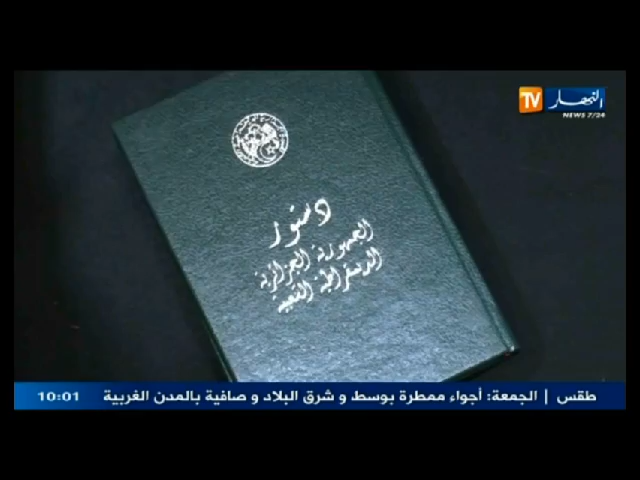 النهار TV
NEWS 7/24
دستور
الجمهورية الجزائرية
الديمقراطية الشعبية
طقس | الجمعة: أجواء ممطرة بوسط و شرق البلاد و صافية بالمدن الغربية
10:01